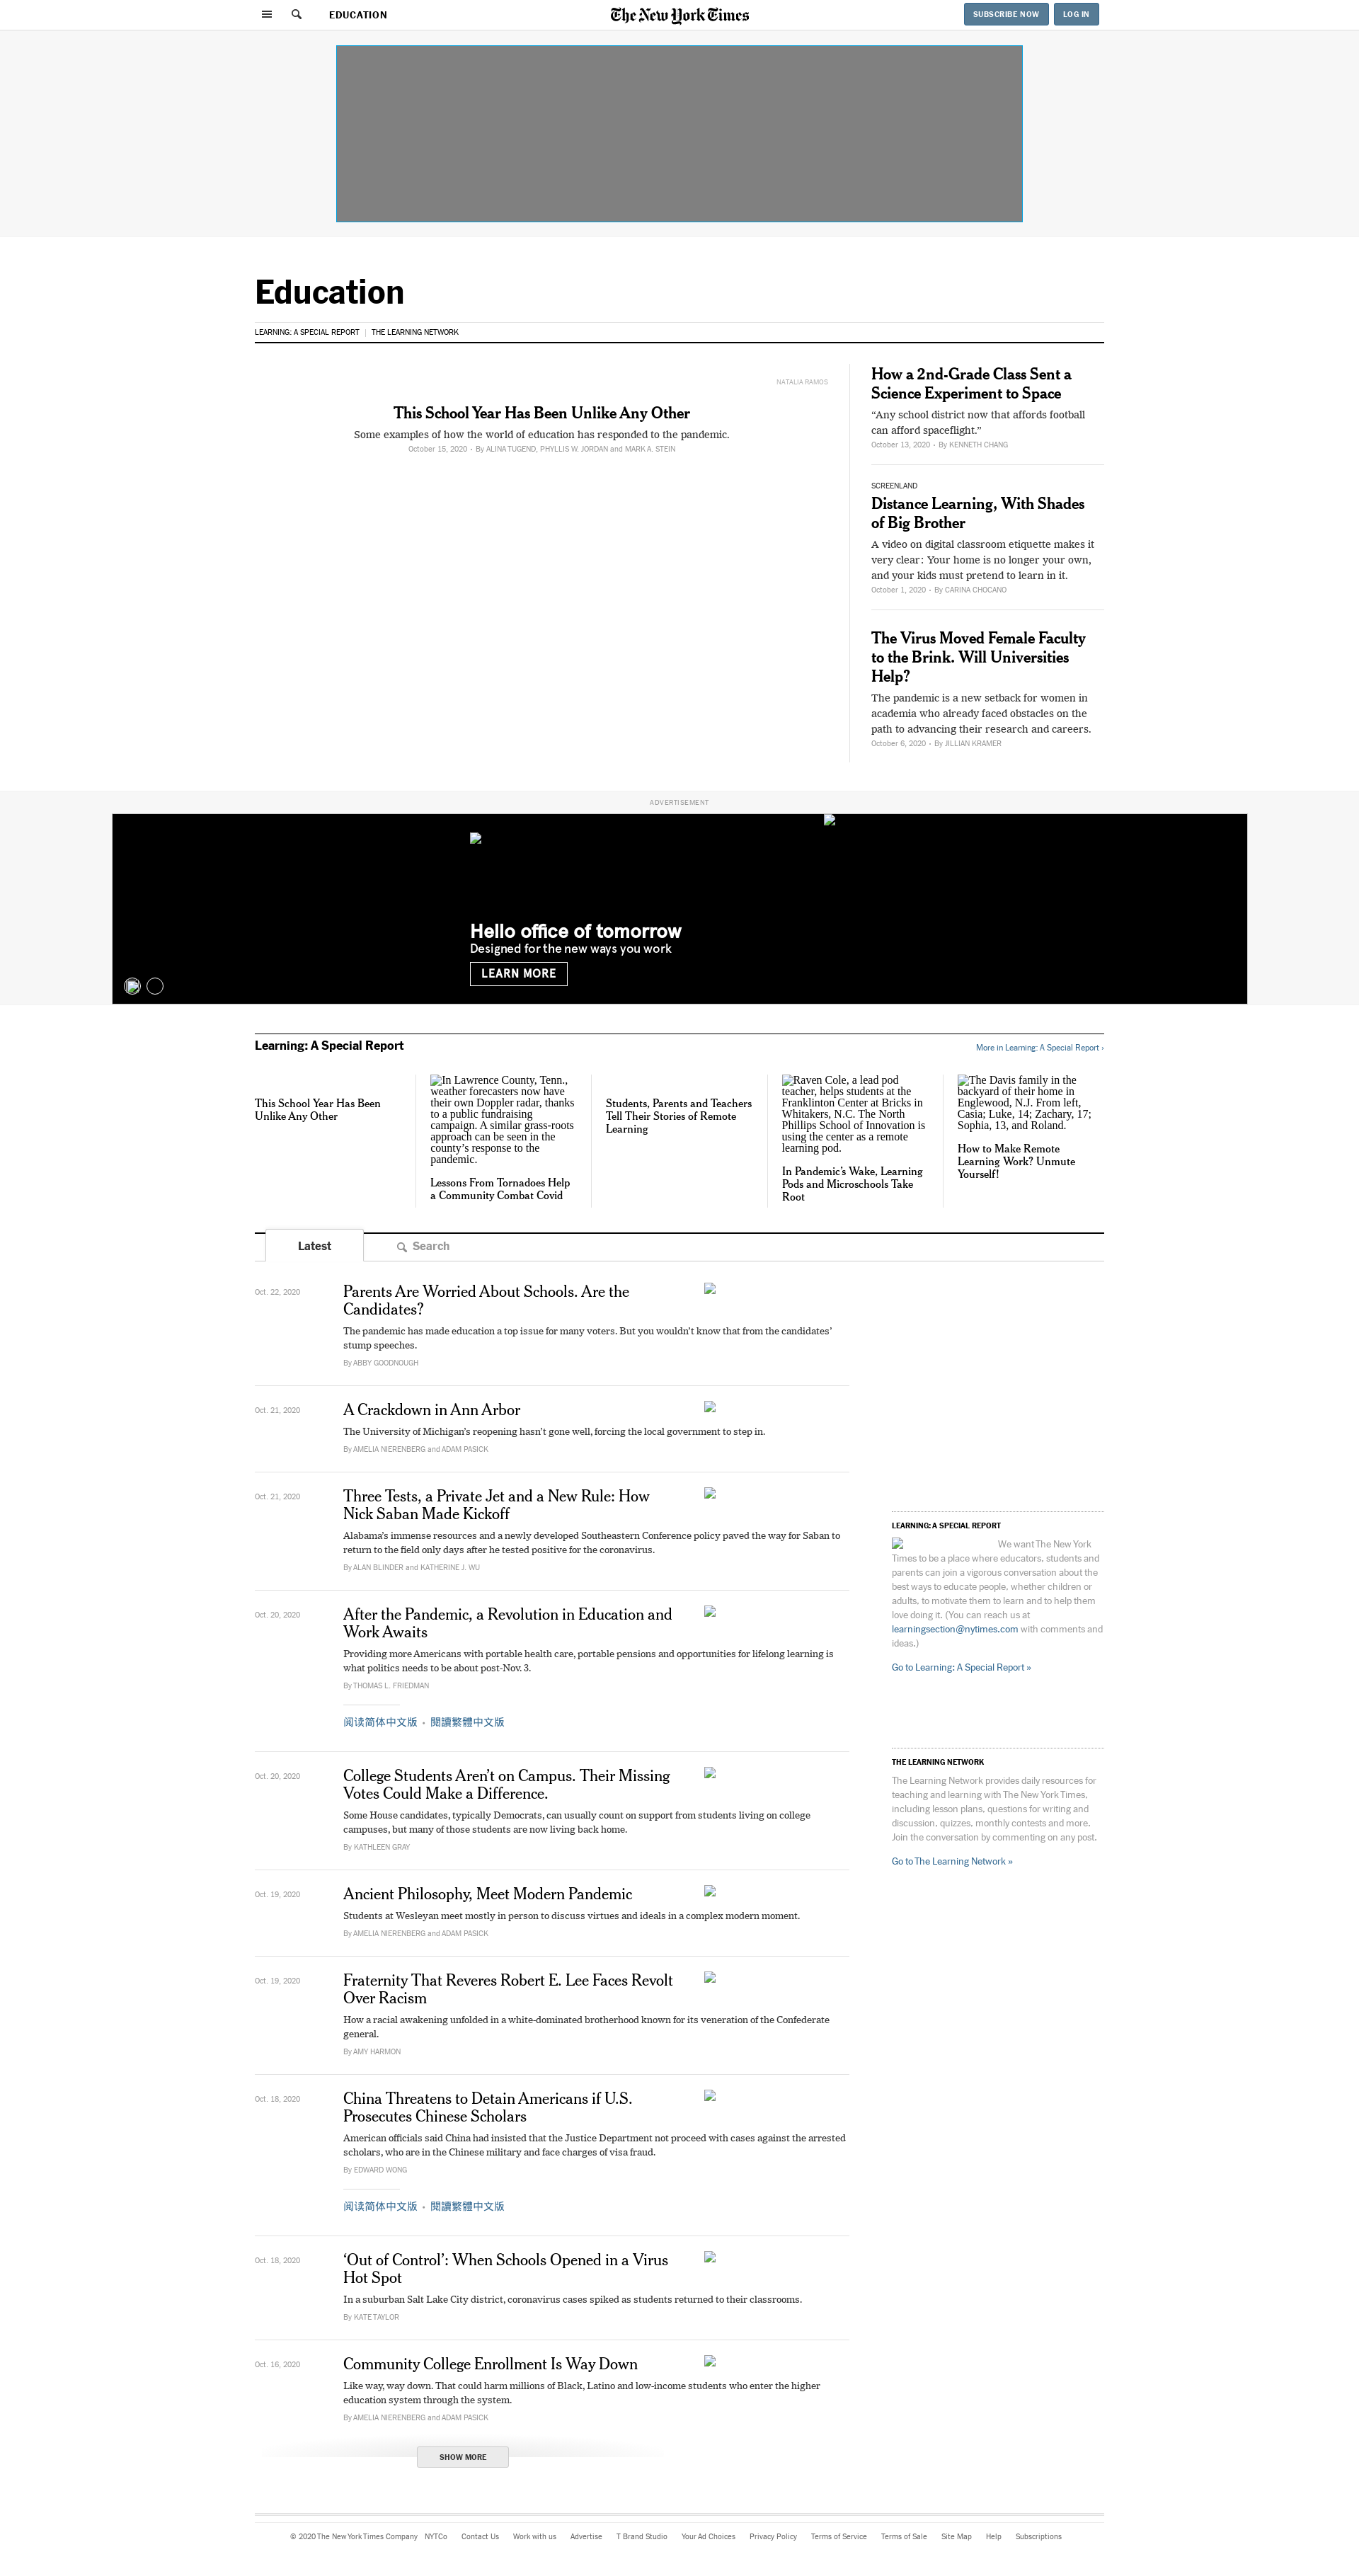 EDUCATION
The New York Times
SUBSCRIBE NOW
LOG IN
Education
LEARNING: A SPECIAL REPORT | THE LEARNING NETWORK
NATALIA RAMOS
This School Year Has Been Unlike Any Other
Some examples of how the world of education has responded to the pandemic.
October 15, 2020 • By ALINA TUGEND, PHYLLIS W. JORDAN and MARK A. STEIN
How a 2nd-Grade Class Sent a
Science Experiment to Space
“Any school district now that affords football
can afford spaceflight.”
October 13, 2020 • By KENNETH CHANG
SCREENLAND
Distance Learning, With Shades
of Big Brother
A video on digital classroom etiquette makes it
very clear: Your home is no longer your own,
and your kids must pretend to learn in it.
October 1, 2020 • By CARINA CHOCANO
The Virus Moved Female Faculty
to the Brink. Will Universities
Help?
The pandemic is a new setback for women in
academia who already faced obstacles on the
path to advancing their research and careers.
October 6, 2020 • By JILLIAN KRAMER
ADVERTISEMENT
Hello office of tomorrow
Designed for the new ways you work
LEARN MORE
Learning: A Special Report
More in Learning: A Special Report ›
This School Year Has Been
Unlike Any Other
In Lawrence County, Tenn.,
weather forecasters now have
their own Doppler radar, thanks
to a public fundraising
campaign. A similar grass-roots
approach can be seen in the
county’s response to the
pandemic.
Lessons From Tornadoes Help
a Community Combat Covid
Students, Parents and Teachers
Tell Their Stories of Remote
Learning
Raven Cole, a lead pod
teacher, helps students at the
Franklinton Center at Bricks in
Whitakers, N.C. The North
Phillips School of Innovation is
using the center as a remote
learning pod.
In Pandemic’s Wake, Learning
Pods and Microschools Take
Root
The Davis family in the
backyard of their home in
Englewood, N.J. From left,
Casia; Luke, 14; Zachary, 17;
Sophia, 13, and Roland.
How to Make Remote
Learning Work? Unmute
Yourself!
Latest
Search
Oct. 22, 2020
Parents Are Worried About Schools. Are the
Candidates?
The pandemic has made education a top issue for many voters. But you wouldn’t know that from the candidates’
stump speeches.
By ABBY GOODNOUGH
Oct. 21, 2020
A Crackdown in Ann Arbor
The University of Michigan’s reopening hasn’t gone well, forcing the local government to step in.
By AMELIA NIERENBERG and ADAM PASICK
Oct. 21, 2020
Three Tests, a Private Jet and a New Rule: How
Nick Saban Made Kickoff
Alabama’s immense resources and a newly developed Southeastern Conference policy paved the way for Saban to
return to the field only days after he tested positive for the coronavirus.
By ALAN BLINDER and KATHERINE J. WU
Oct. 20, 2020
After the Pandemic, a Revolution in Education and
Work Awaits
Providing more Americans with portable health care, portable pensions and opportunities for lifelong learning is
what politics needs to be about post-Nov. 3.
By THOMAS L. FRIEDMAN
阅读简体中文版 • 閱讀繁體中文版
Oct. 20, 2020
College Students Aren’t on Campus. Their Missing
Votes Could Make a Difference.
Some House candidates, typically Democrats, can usually count on support from students living on college
campuses, but many of those students are now living back home.
By KATHLEEN GRAY
Oct. 19, 2020
Ancient Philosophy, Meet Modern Pandemic
Students at Wesleyan meet mostly in person to discuss virtues and ideals in a complex modern moment.
By AMELIA NIERENBERG and ADAM PASICK
Oct. 19, 2020
Fraternity That Reveres Robert E. Lee Faces Revolt
Over Racism
How a racial awakening unfolded in a white-dominated brotherhood known for its veneration of the Confederate
general.
By AMY HARMON
Oct. 18, 2020
China Threatens to Detain Americans if U.S.
Prosecutes Chinese Scholars
American officials said China had insisted that the Justice Department not proceed with cases against the arrested
scholars, who are in the Chinese military and face charges of visa fraud.
By EDWARD WONG
阅读简体中文版 • 閱讀繁體中文版
Oct. 18, 2020
‘Out of Control’: When Schools Opened in a Virus
Hot Spot
In a suburban Salt Lake City district, coronavirus cases spiked as students returned to their classrooms.
By KATE TAYLOR
Oct. 16, 2020
Community College Enrollment Is Way Down
Like way, way down. That could harm millions of Black, Latino and low-income students who enter the higher
education system through the system.
By AMELIA NIERENBERG and ADAM PASICK
SHOW MORE
LEARNING: A SPECIAL REPORT
We want The New York
Times to be a place where educators, students and
parents can join a vigorous conversation about the
best ways to educate people, whether children or
adults, to motivate them to learn and to help them
love doing it. (You can reach us at
learningsection@nytimes.com with comments and
ideas.)
Go to Learning: A Special Report »
THE LEARNING NETWORK
The Learning Network provides daily resources for
teaching and learning with The New York Times,
including lesson plans, questions for writing and
discussion, quizzes, monthly contests and more.
Join the conversation by commenting on any post.
Go to The Learning Network »
© 2020 The New York Times Company NYTCo Contact Us Work with us Advertise T Brand Studio Your Ad Choices Privacy Policy Terms of Service Terms of Sale Site Map Help Subscriptions